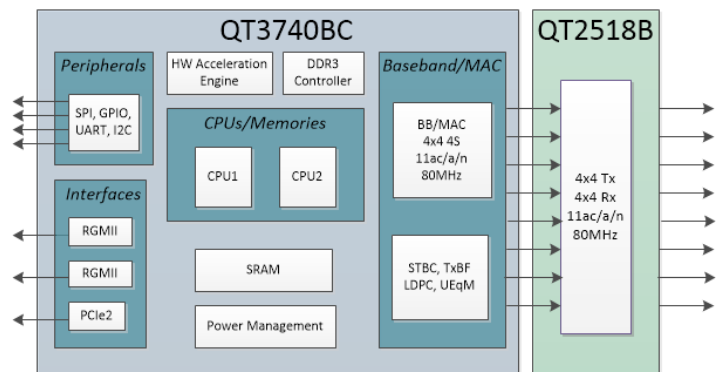 QT3740BC
Peripherals
SPI, GPIO,
UART, I2C
Interfaces
RGMII
RGMII
PCIe2
HW Acceleration
Engine
DDR3
Controller
CPUs/Memories
CPU1
CPU2
SRAM
Power Management
Baseband/MAC
BB/MAC
4x4 4S
11ac/a/n
80MHz
STBC, TxBF
LDPC, UEqM
QT2518B
4x4 Tx
4x4 Rx
11ac/a/n
80MHz